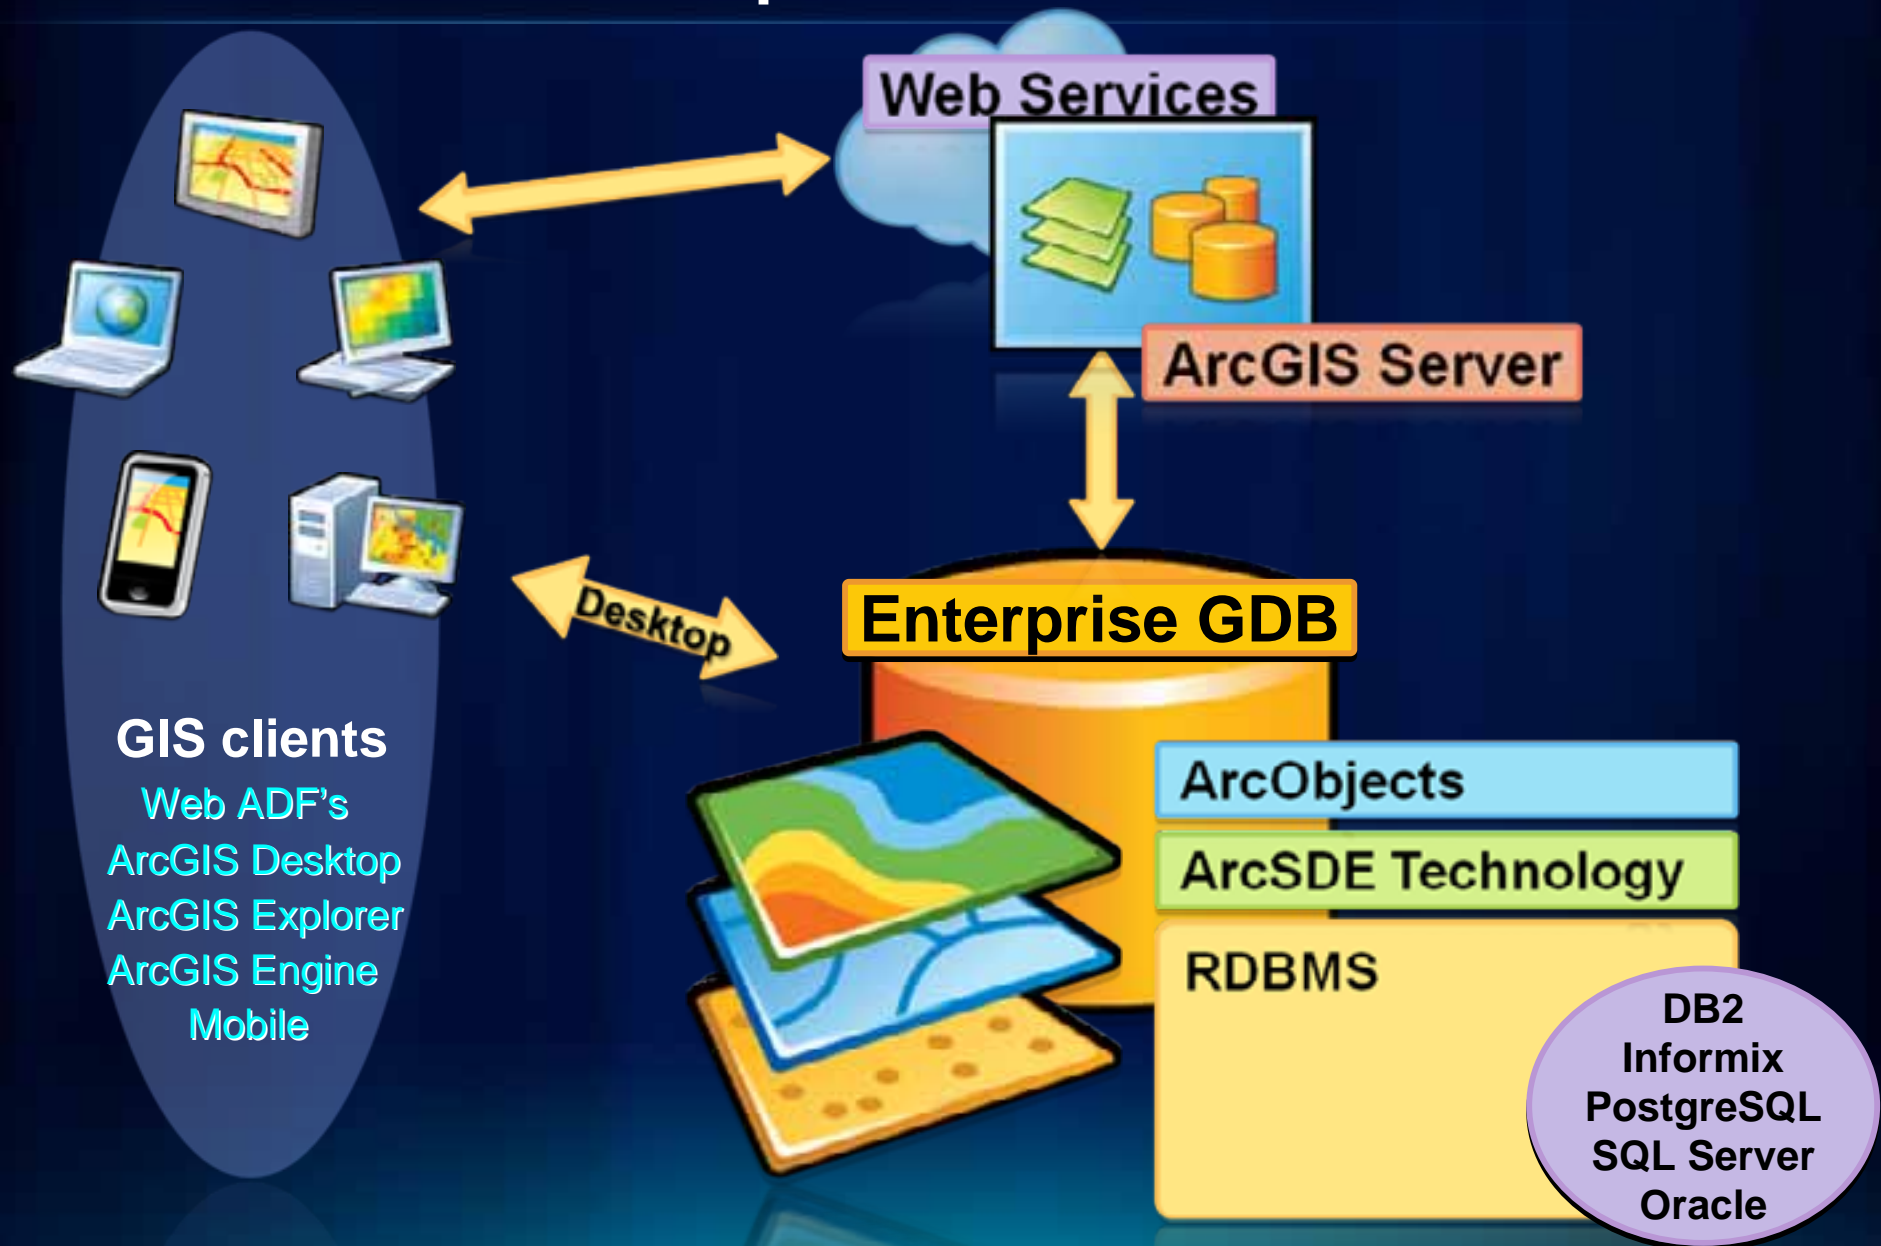 Web Services
ArcGIS Server
Desktop
Enterprise GDB
GIS clients
Web ADF's
ArcGIS Desktop
ArcGIS Explorer
ArcGIS Engine
Mobile
ArcObjects
ArcSDE Technology
RDBMS
DB2
Informix
PostgreSQL
SQL Server
Oracle